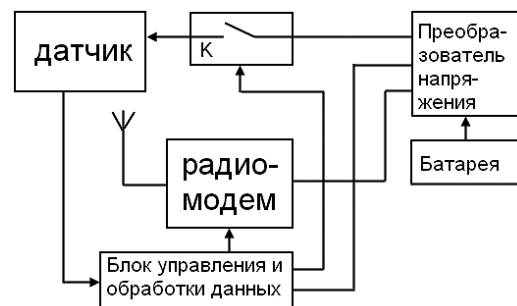 датчик
К
Преобра-
зователь
напря-
жения
Батарея
радио-
модем
Блок управления и
обработки данных